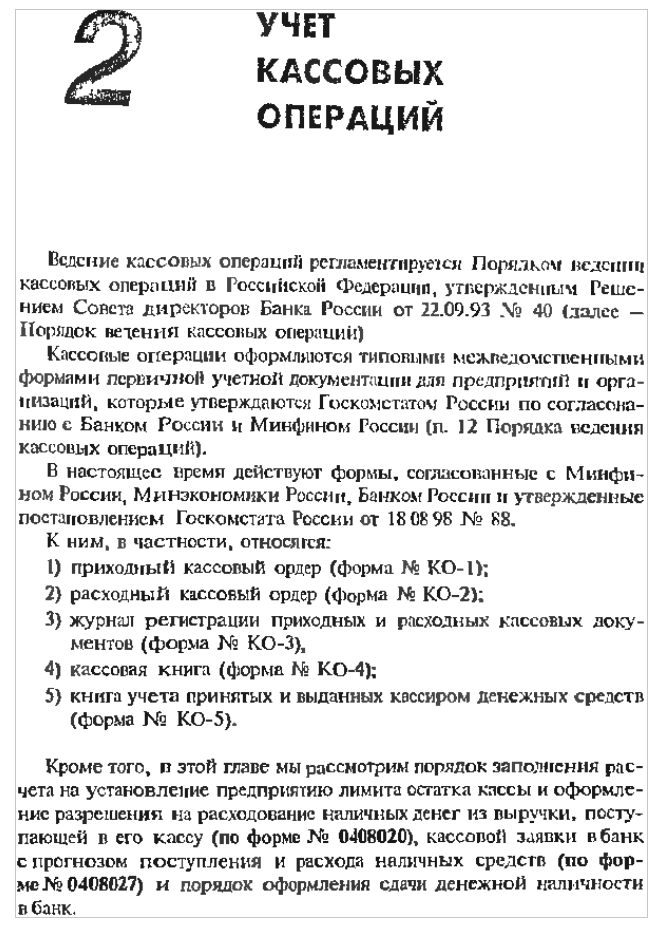 2
УЧЕТ
КАССОВЫХ
ОПЕРАЦИЙ
Ведение кассовых операций регламентируется Порядком ведения
кассовых операций в Российской Федерации, утвержденным Реше-
нием Совета директоров Банка России от 22.09.93 № 40 (далее —
Порядок ведения кассовых операций)
Кассовые операции оформляются типовыми межведомственными
формами первичной учетной документации для предприятий и орга-
низаций, которые утверждаются Госкомстатом России по согласова-
нию с Банком России и Минфином России (п. 12 Порядка ведения
кассовых операций).
В настоящее время действуют формы, согласованные с Минфи-
ном России, Минэкономики России, Банком России и утвержденные
постановлением Госкомстата России от 18 08 98 № 88.
К ним, в частности, относятся:
1) приходный кассовый ордер (форма № КО-1);
2) расходный кассовый ордер (форма № КО-2);
3) журнал регистрации приходных и расходных кассовых доку-
ментов (форма № КО-3),
4) кассовая книга (форма № КО-4);
5) книга учета принятых и выданных кассиром денежных средств
(форма № КО-5).
Кроме того, в этой главе мы рассмотрим порядок заполнения рас-
чета на установление предприятию лимита остатка кассы и оформле-
ние разрешения на расходование наличных денег из выручки, посту-
пающей в его кассу (по форме № 0408020), кассовой заявки в банк
с прогнозом поступления и расхода наличных средств (по фор-
ме № 0408027) и порядок оформления сдачи денежной наличности
в банк.